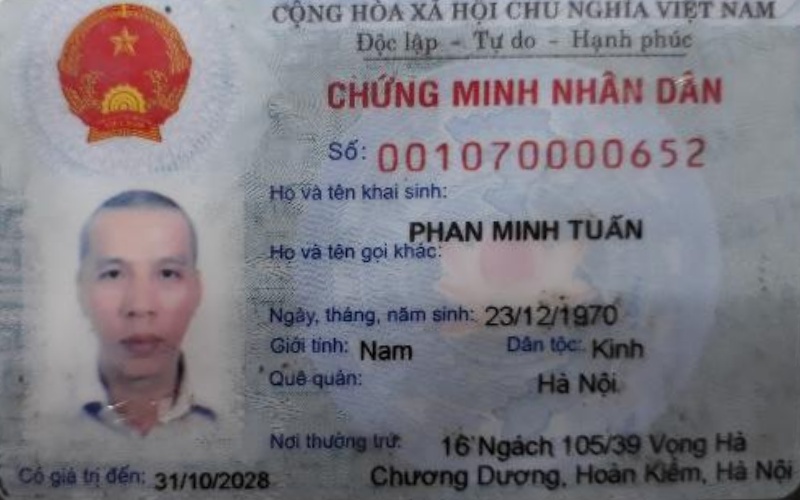 CỘNG HÒA XÃ HỘI CHỦ NGHĨA VIỆT NAM
Độc lập - Tự do - Hạnh phúc
CHỨNG MINH NHÂN DÂN
Số: 001070000652
Họ và tên khai sinh:
PHAN MINH TUẤN
Họ và tên gọi khác:
Ngày, tháng, năm sinh: 23/12/1970
Giới tính: Nam Dân tộc: Kinh
Quê quán: Hà Nội
Nơi thường trú: 16 Ngách 105/39 Vọng Hà
Chương Dương, Hoàn Kiếm, Hà Nội
Có giá trị đến: 31/10/2028